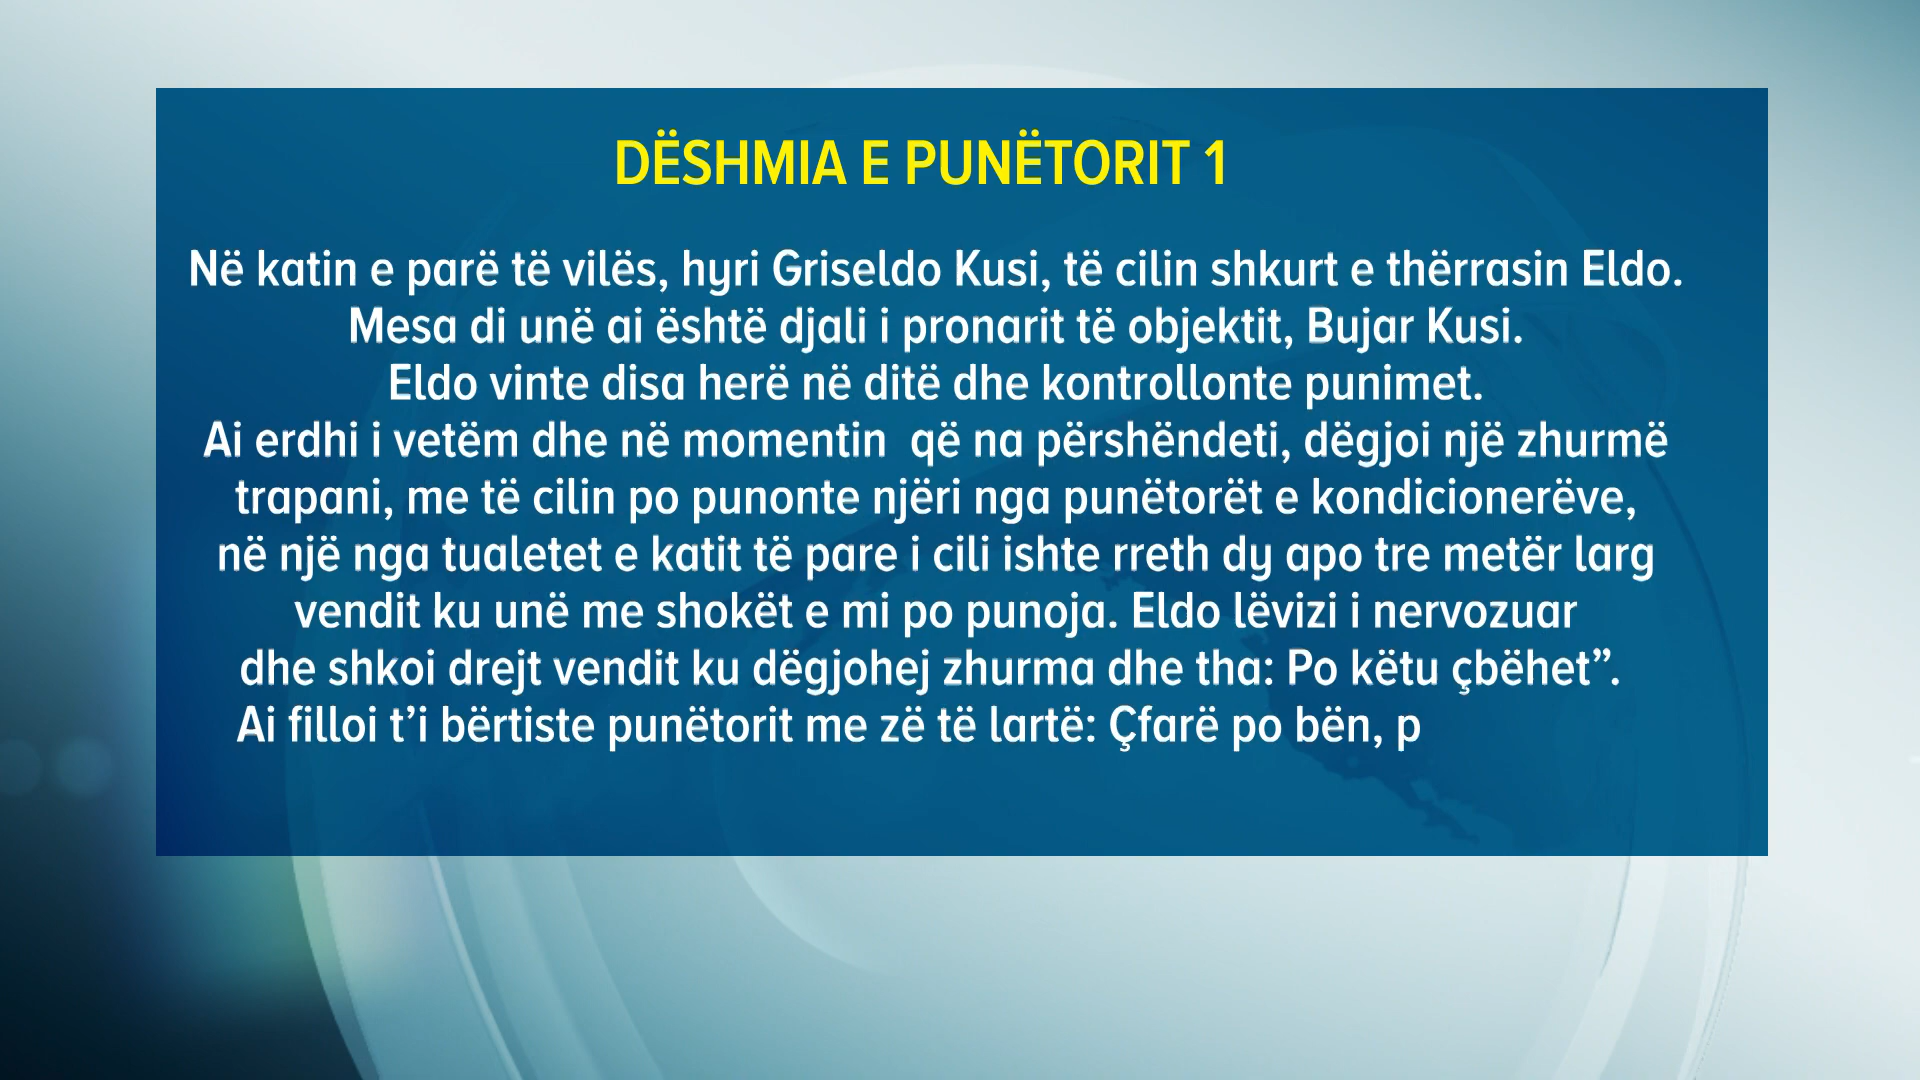 DËSHMIA E PUNËTORIT 1
Në katin e parë të vilës, hyri Griseldo Kusi, të cilin shkurt e thërrasin Eldo.
Mesa di unë ai është djali i pronarit të objektit, Bujar Kusi.
Eldo vinte disa herë në ditë dhe kontrollonte punimet.
Ai erdhi i vetëm dhe në momentin  që na përshëndeti, dëgjoi një zhurmë
trapani, me të cilin po punonte njëri nga punëtorët e kondicionerëve,
në një nga tualetet e katit të pare i cili ishte rreth dy apo tre metër larg
vendit ku unë me shokët e mi po punoja. Eldo lëvizi i nervozuar
dhe shkoi drejt vendit ku dëgjohej zhurma dhe tha: Po këtu çbëhet”.
Ai filloi t’i bërtiste punëtorit me zë të lartë: Çfarë po bën, p